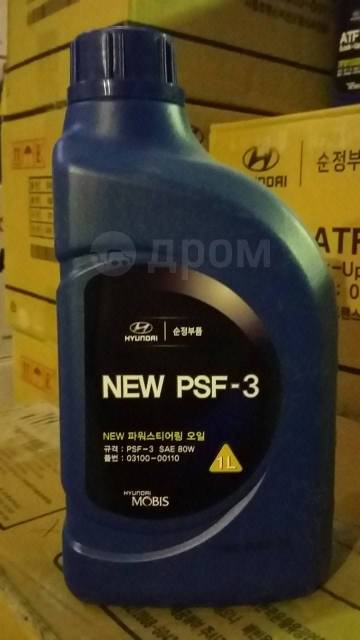 ATF
HYUNDAI 순정부품
ATF
дром
HYUNDAI 순정부품
NEW PSF-3
NEW 파워스티어링 오일
규격 : PSF-3 SAE 80W
품번 : 03100-00110
1L
HYUNDAI
MOBIS